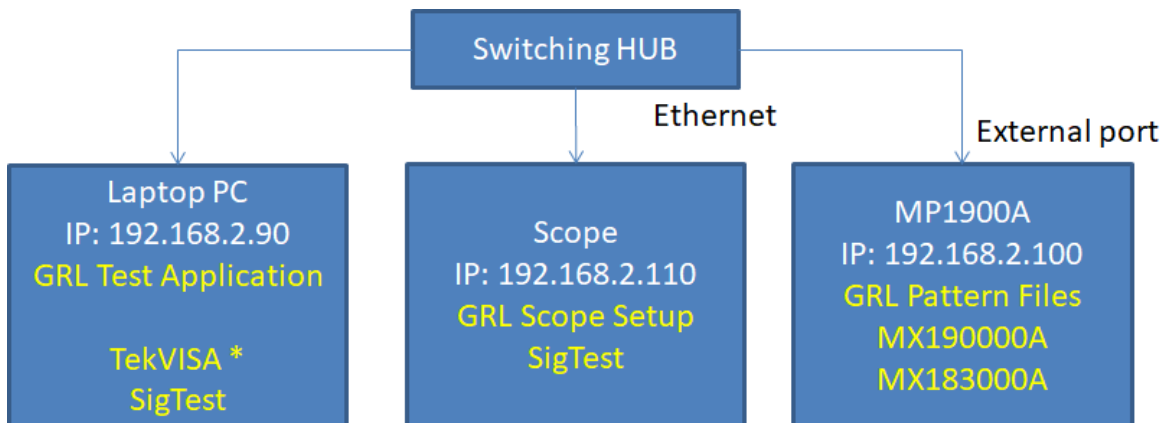 Switching HUB
Ethernet
External port
Laptop PC
IP: 192.168.2.90
GRL Test Application
TekVISA *
SigTest
Scope
IP: 192.168.2.110
GRL Scope Setup
SigTest
MP1900A
IP: 192.168.2.100
GRL Pattern Files
MX190000A
MX183000A